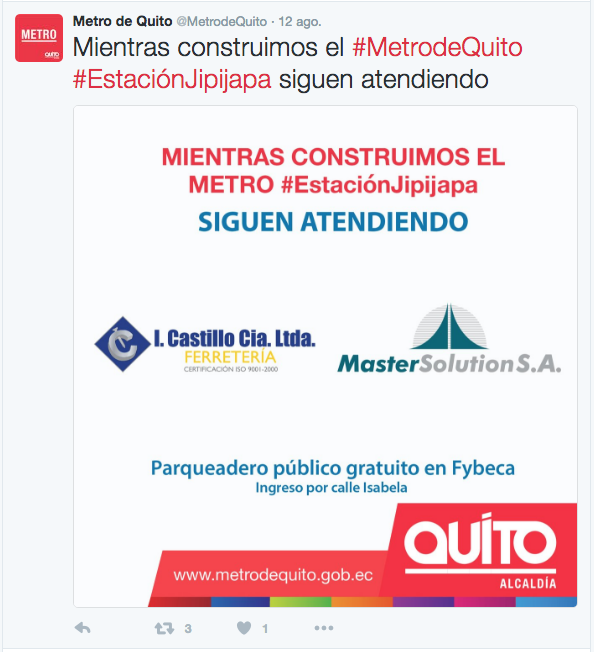 Metro de Quito @MetrodeQuito · 12 ago.
METRO
QUITO
Mientras construimos el #MetrodeQuito
#EstaciónJipijapa siguen atendiendo
MIENTRAS CONSTRUIMOS EL
METRO #EstaciónJipijapa
SIGUEN ATENDIENDO
I. Castillo Cia. Ltda.
FERRETERÍA
CERTIFICACIÓN ISO 9001-2000
MasterSolution S.A.
Parqueadero público gratuito en Fybeca
Ingreso por calle Isabela
www.metrodequito.gob.ec
QUITO
ALCALDÍA
3
1